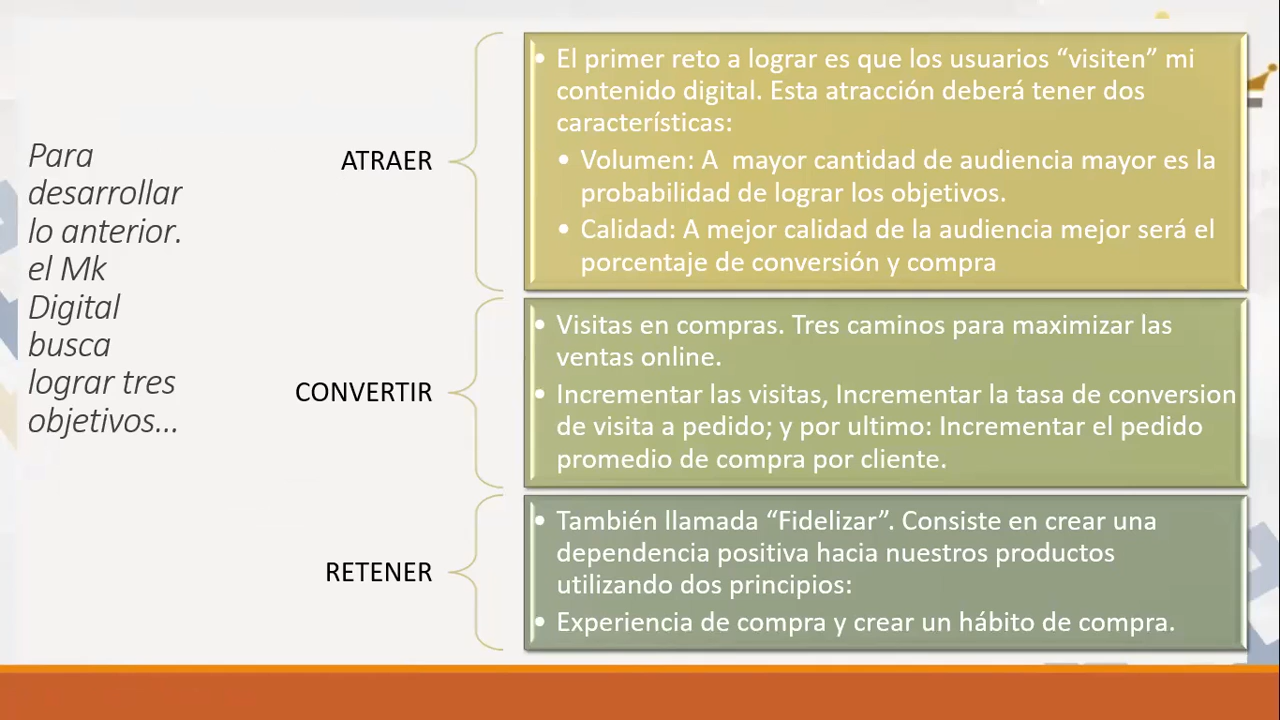 Para
desarrollar
lo anterior.
el Mk
Digital
busca
lograr tres
objetivos...
ATRAER
• El primer reto a lograr es que los usuarios “visiten” mi
contenido digital. Esta atracción deberá tener dos
características:
• Volumen: A mayor cantidad de audiencia mayor es la
probabilidad de lograr los objetivos.
• Calidad: A mejor calidad de la audiencia mejor será el
porcentaje de conversión y compra
CONVERTIR
• Visitas en compras. Tres caminos para maximizar las
ventas online.
• Incrementar las visitas, Incrementar la tasa de conversion
de visita a pedido; y por ultimo: Incrementar el pedido
promedio de compra por cliente.
RETENER
• También llamada “Fidelizar”. Consiste en crear una
dependencia positiva hacia nuestros productos
utilizando dos principios:
• Experiencia de compra y crear un hábito de compra.